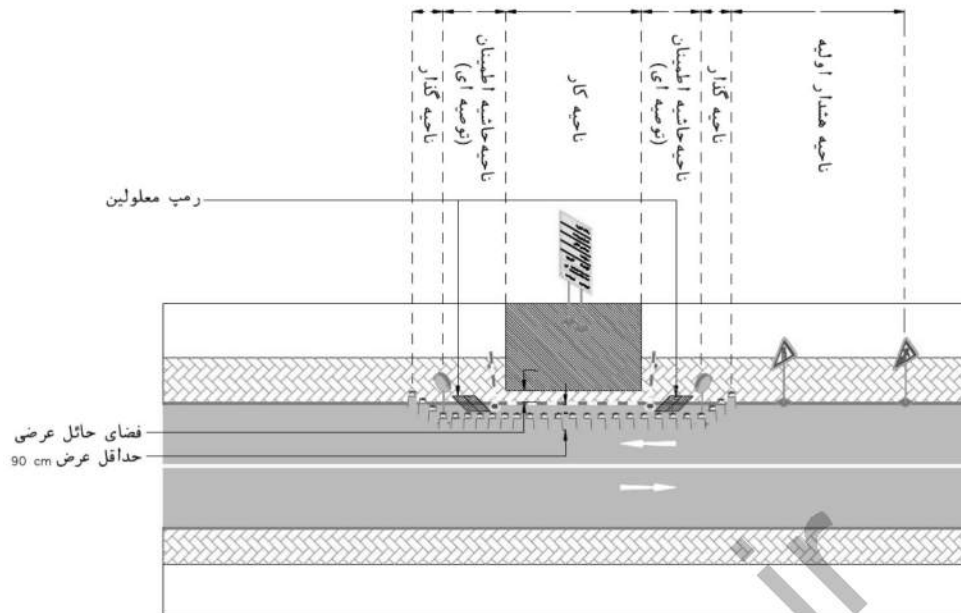 ناحیه گذار
ناحیه حاشیه اطمینان
(توصیه ای)
ناحیه کار
ناحیه حاشیه اطمینان
(توصیه ای)
ناحیه گذار
ناحیه هشدار اولیه
رمپ معلولین
فضای حائل عرضی
حداقل عرض 90 cm
ir